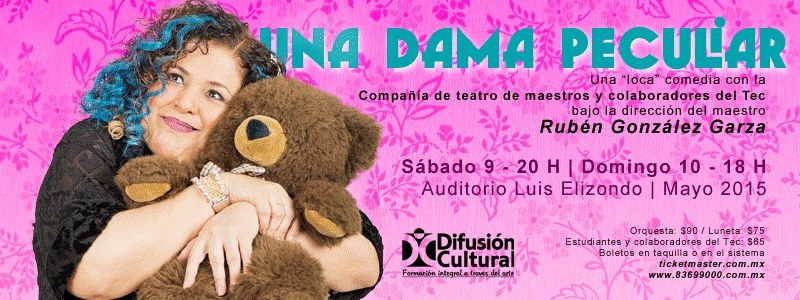 UNA DAMA PECULIAR
Una "loca" comedia con la
Compañía de teatro de maestros y colaboradores del Tec
bajo la dirección del maestro
Rubén González Garza
Sábado 9 - 20 H | Domingo 10 - 18 H
Auditorio Luis Elizondo | Mayo 2015
Difusión
Cultural
Formación integral a través del arte
Orquesta: $90 / Luneta: $75
Estudiantes y colaboradores del Tec: $65
Boletos en taquilla o en el sistema
ticketmaster.com.mx
www.83699000.com.mx